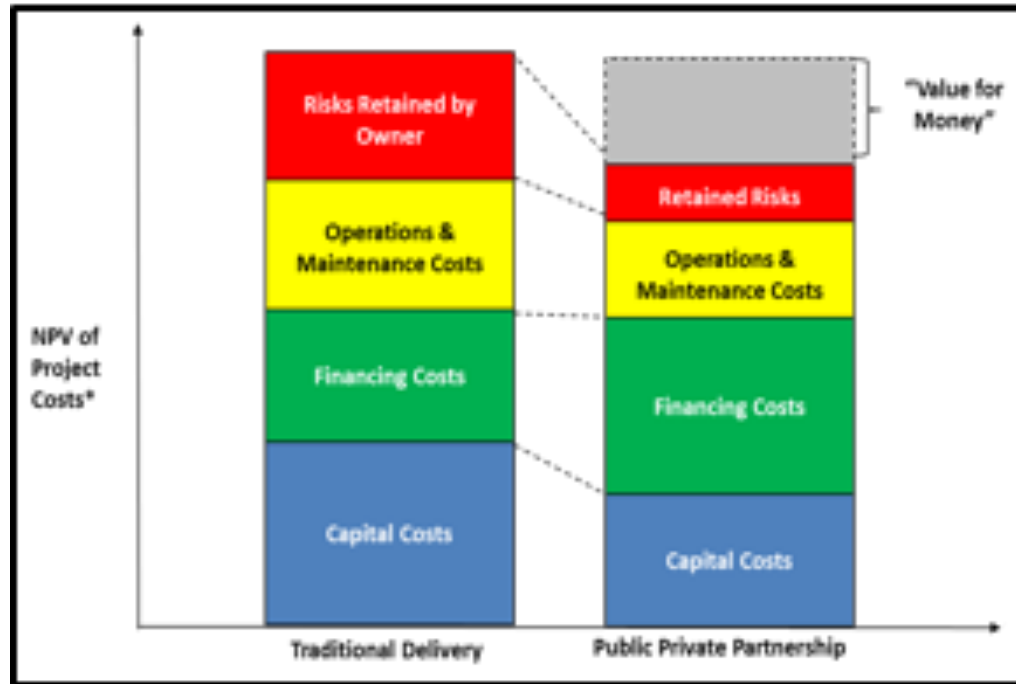 Risks Retained by
Owner
Operations &
Maintenance Costs
Financing Costs
Capital Costs
Traditional Delivery
NPV of
Project
Costs*
"Value for
Money"
Retained Risks
Operations &
Maintenance Costs
Financing Costs
Capital Costs
Public Private Partnership